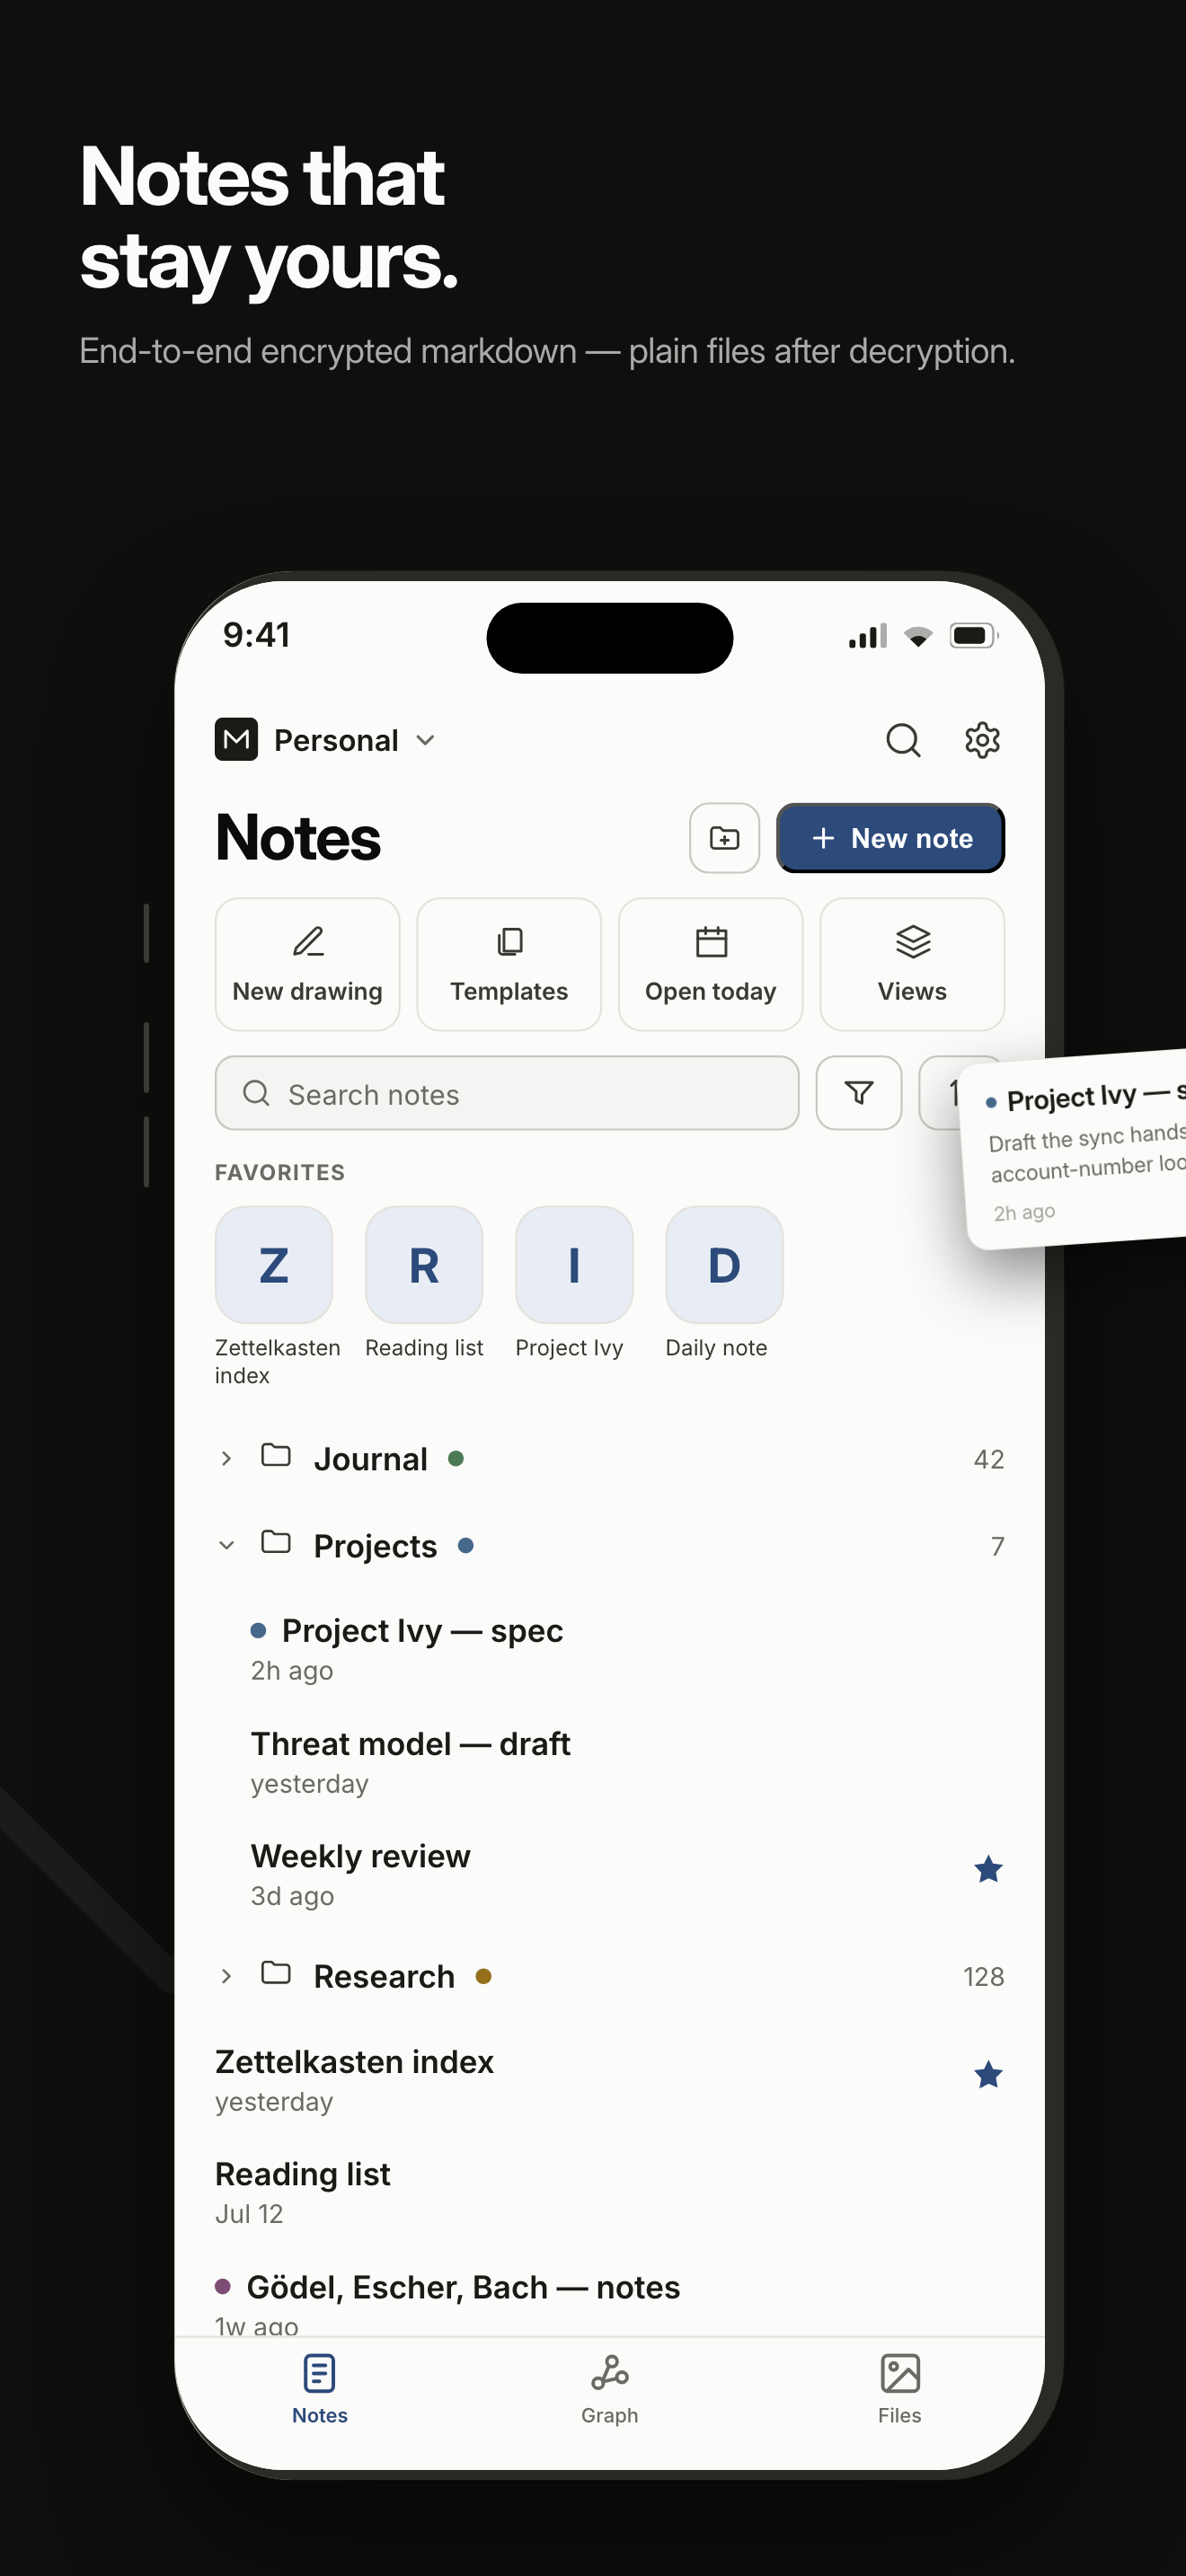 Notes that
stay yours.
End-to-end encrypted markdown — plain files after decryption.
9:41
Personal
Notes
New note
New drawing
Templates
Open today
Views
Search notes
Project Ivy — s
Draft the sync hands
account-number loo
2h ago
FAVORITES
Z
R
I
D
Zettelkasten
index
Reading list
Project Ivy
Daily note
Journal
42
Projects
7
Project Ivy — spec
2h ago
Threat model — draft
yesterday
Weekly review
3d ago
Research
128
Zettelkasten index
yesterday
Reading list
Jul 12
Gödel, Escher, Bach — notes
1w ago
Notes
Graph
Files